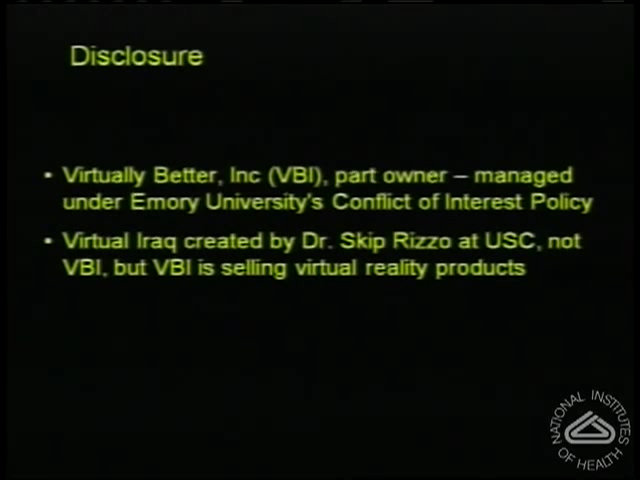 Disclosure
• Virtually Better, Inc (VBI), part owner – managed
under Emory University's Conflict of Interest Policy
• Virtual Iraq created by Dr. Skip Rizzo at USC, not
VBI, but VBI is selling virtual reality products
NATIONAL INSTITUTES
OF HEALTH